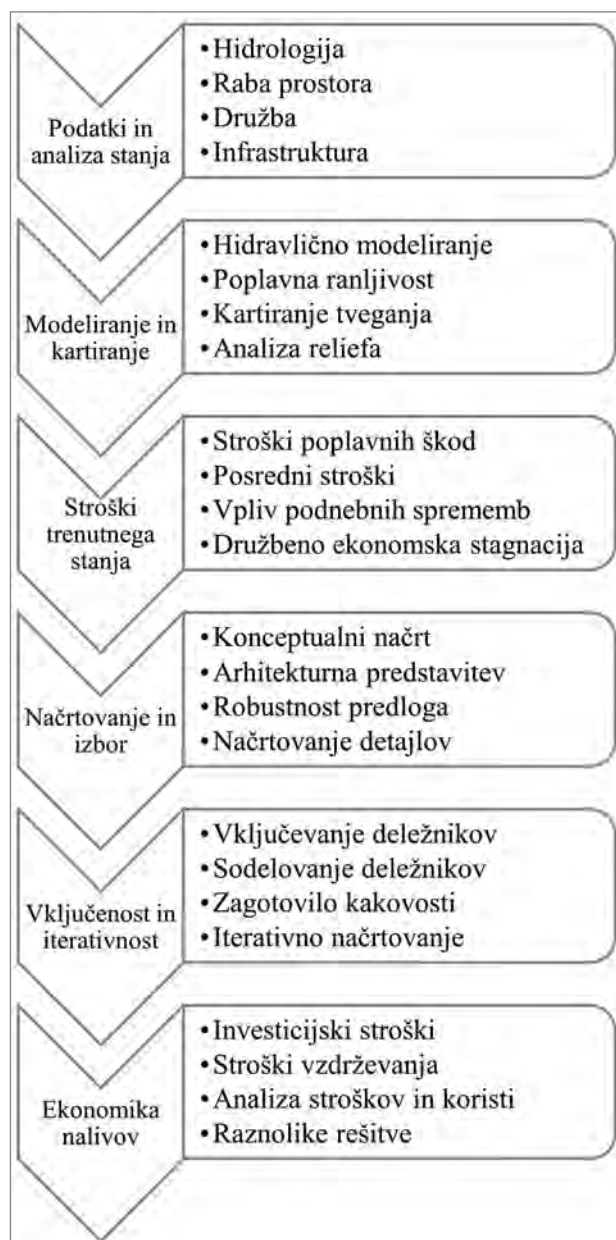 Podatki in
analiza stanja
•Hidrologija
•Raba prostora
•Družba
•Infrastruktura
Modeliranje in
kartiranje
•Hidravlično modeliranje
•Poplavna ranljivost
•Kartiranje tveganja
•Analiza reliefa
Stroški
trenutnega
stanja
•Stroški poplavnih škod
•Posredni stroški
•Vpliv podnebnih sprememb
•Družbeno ekonomska stagnacija
Načrtovanje in
izbor
•Konceptualni načrt
•Arhitekturna predstavitev
•Robustnost predloga
•Načrtovanje detajlov
Vključenost in
iterativnost
•Vključevanje deležnikov
•Sodelovanje deležnikov
•Zagotovilo kakovosti
•Iterativno načrtovanje
Ekonomika
nalivov
•Investicijski stroški
•Stroški vzdrževanja
•Analiza stroškov in koristi
•Raznolike rešitve